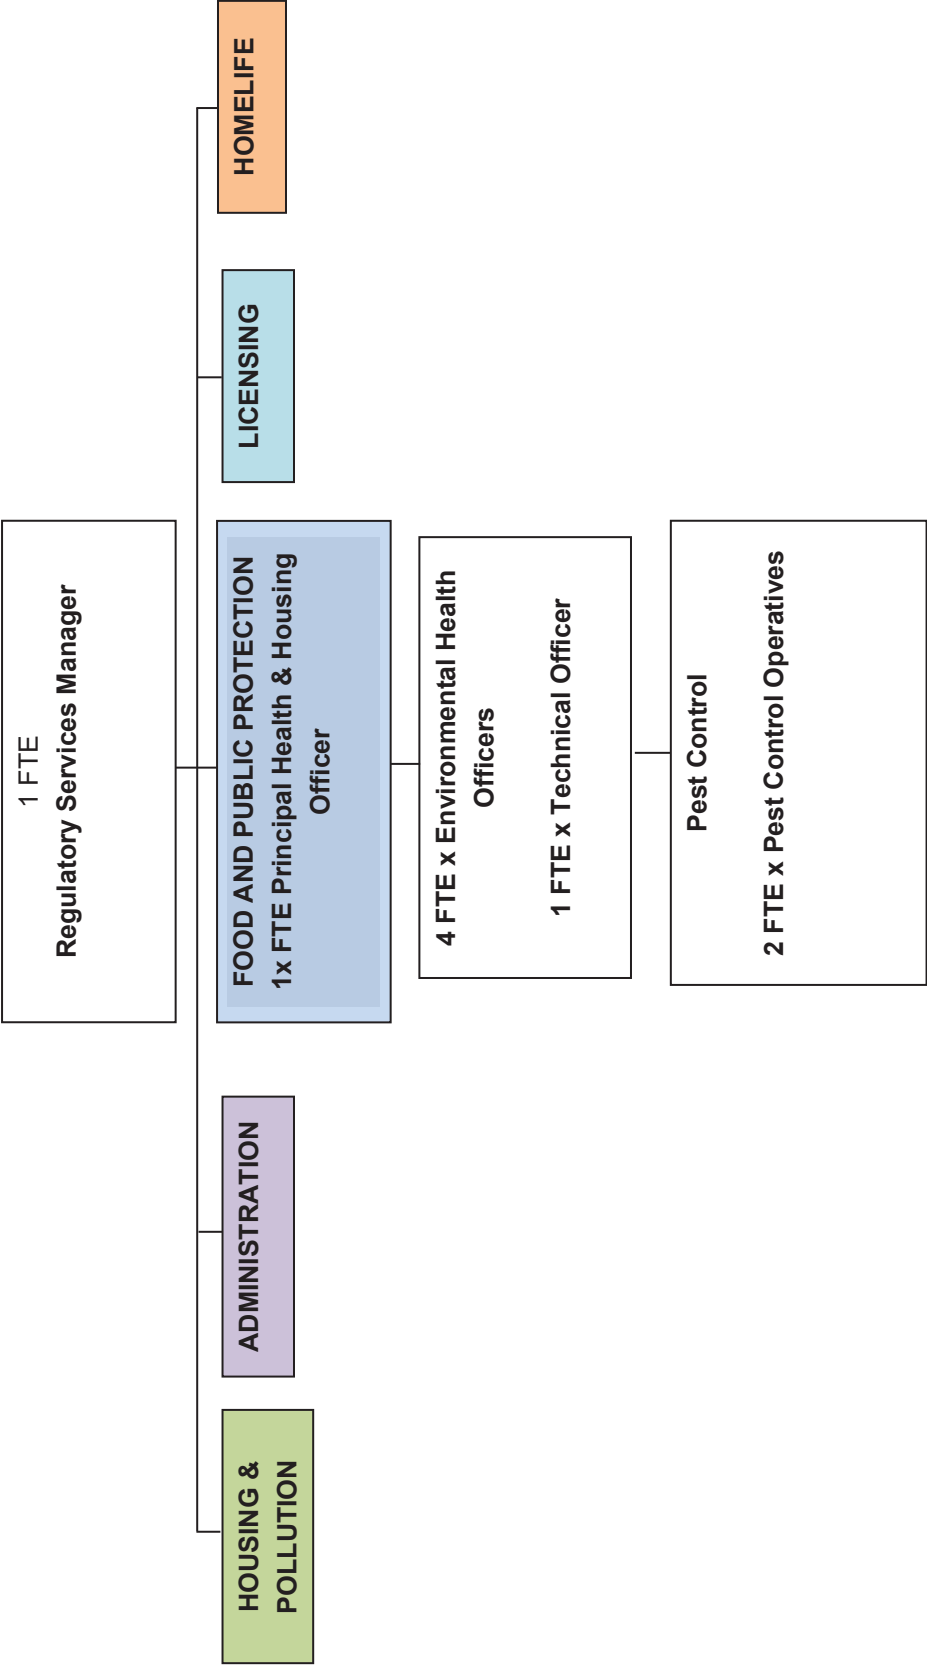 1 FTE
Regulatory Services Manager
HOUSING &
POLLUTION
ADMINISTRATION
FOOD AND PUBLIC PROTECTION
1x FTE Principal Health & Housing
Officer
LICENSING
HOMELIFE
4 FTE x Environmental Health
Officers
1 FTE x Technical Officer
Pest Control
2 FTE x Pest Control Operatives